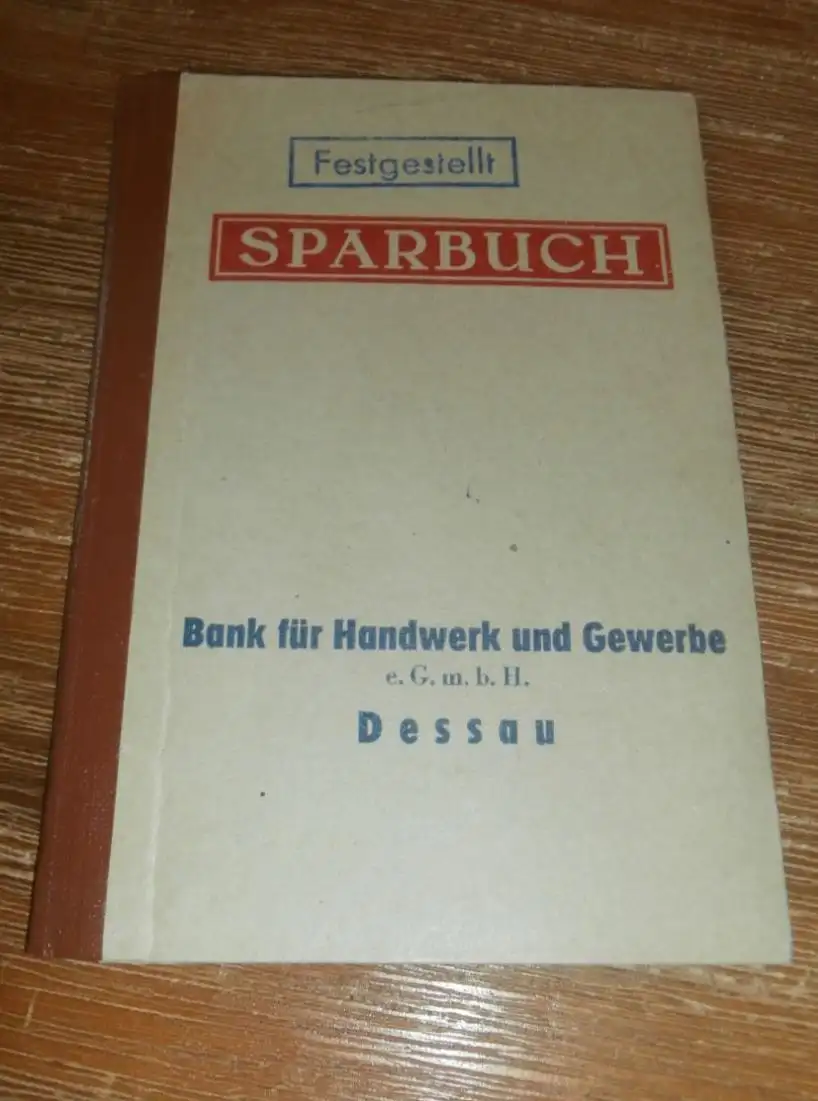 Festgestellt
SPARBUCH
Bank für Handwerk und Gewerbe
e. G. m. b. H.
Dessau